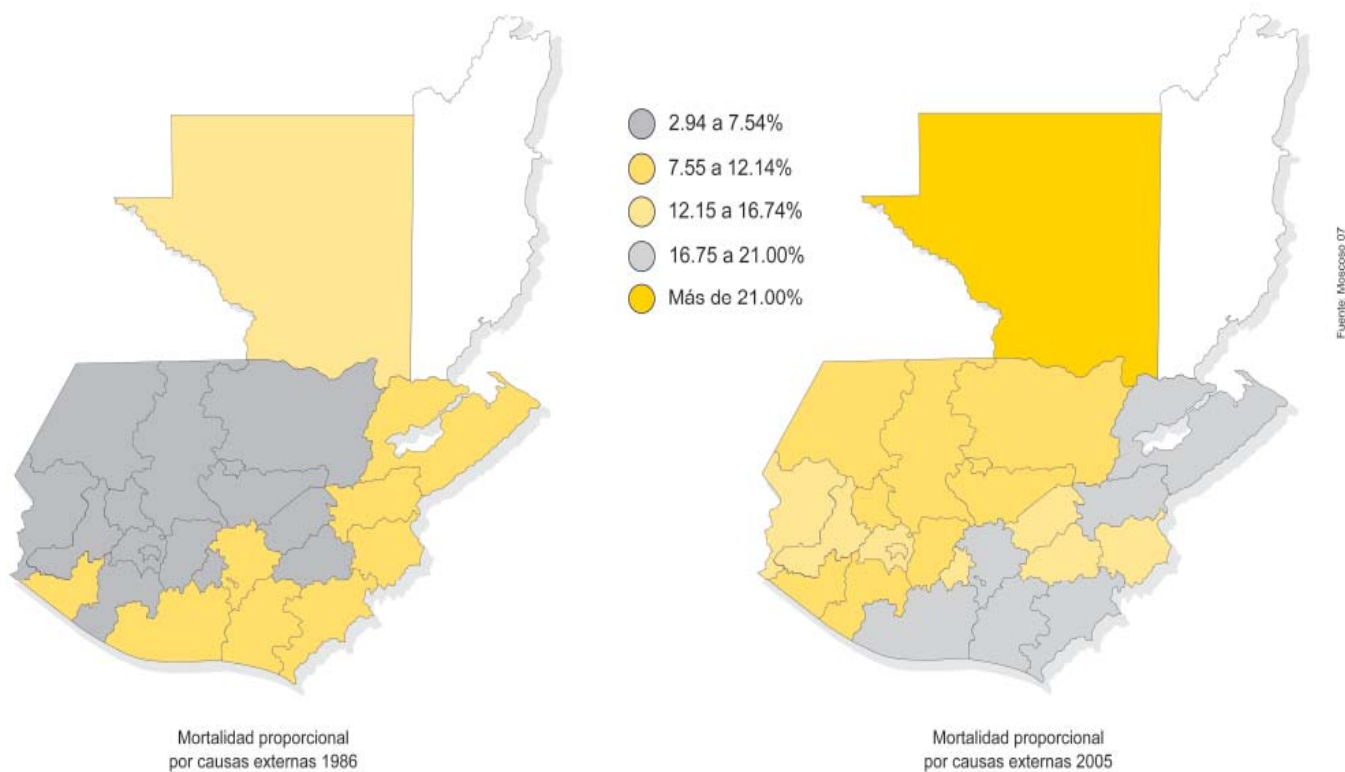 2.94 a 7.54%
7.55 a 12.14%
12.15 a 16.74%
16.75 a 21.00%
Más de 21.00%
Fuente: Moscoso 07
Mortalidad proporcional
por causas externas 1986
Mortalidad proporcional
por causas externas 2005